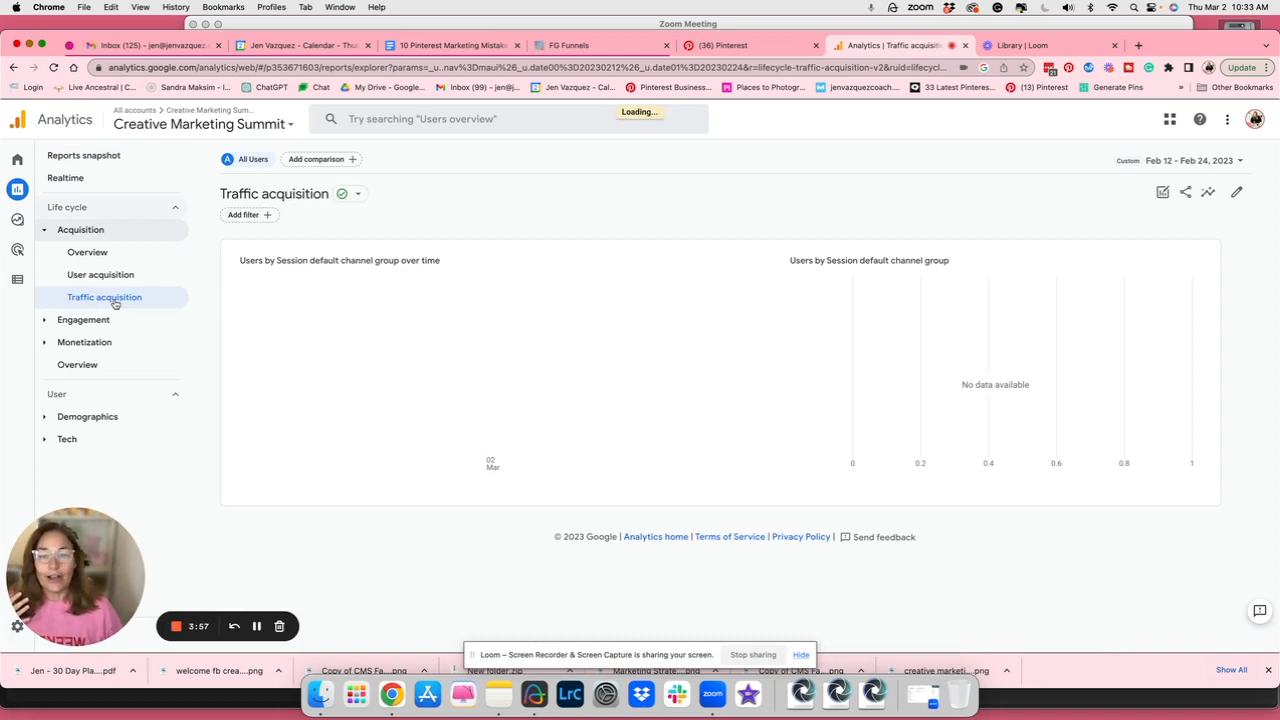 Chrome File Edit View History Bookmarks Profiles Tab Window Help
zoom
Thu Mar 2 10:33 AM
Zoom Meeting
Inbox (125) - jen@jenvazquez.co
Jen Vazquez - Calendar - Thu
10 Pinterest Marketing Mistake
FG Funnels
(36) Pinterest
Analytics | Traffic acquisiti
Library | Loom
analytics.google.com/analytics/web/#/p353671603/reports/explorer?params=_u..nav%3Dmaui%26_u.date00%3D20230212%26_u.date01%3D20230224&r=lifecycle-traffic-acquisition-v2&ruid=lifecyc...
Update
Login
Live Ancestral | C...
Sandra Maksim - I...
ChatGPT
Chat
My Drive - Google...
Inbox (99) - jen@j...
Jen Vazquez - Cal...
Pinterest Business...
Places to Photogr...
jenvazquezcoach....
33 Latest Pinteres...
(13) Pinterest
Generate Pins
»
Other Bookmarks
Analytics
All accounts > Creative Marketing Summ...
Creative Marketing Summit
Try searching "Users overview"
Loading...
Reports snapshot
Realtime
Life cycle
Acquisition
Overview
User acquisition
Traffic acquisition
Engagement
Monetization
Overview
User
Demographics
Tech
A All Users
Add comparison +
Custom Feb 12 - Feb 24, 2023
Traffic acquisition
Add filter +
Users by Session default channel group over time
02
Mar
Users by Session default channel group
No data available
0 0.2 0.4 0.6 0.8 1
© 2023 Google | Analytics home | Terms of Service | Privacy Policy | Send feedback
3:57
Loom – Screen Recorder & Screen Capture is sharing your screen.
Stop sharing
Hide
Jen - 30 Day Pla....pdf
welcome fb crea....png
Copy of CMS Fa....png
New folder.zip
Marketing Strate....png
Copy of CMS Fa....png
creative marketi....png
Show All
Lrc
zoom